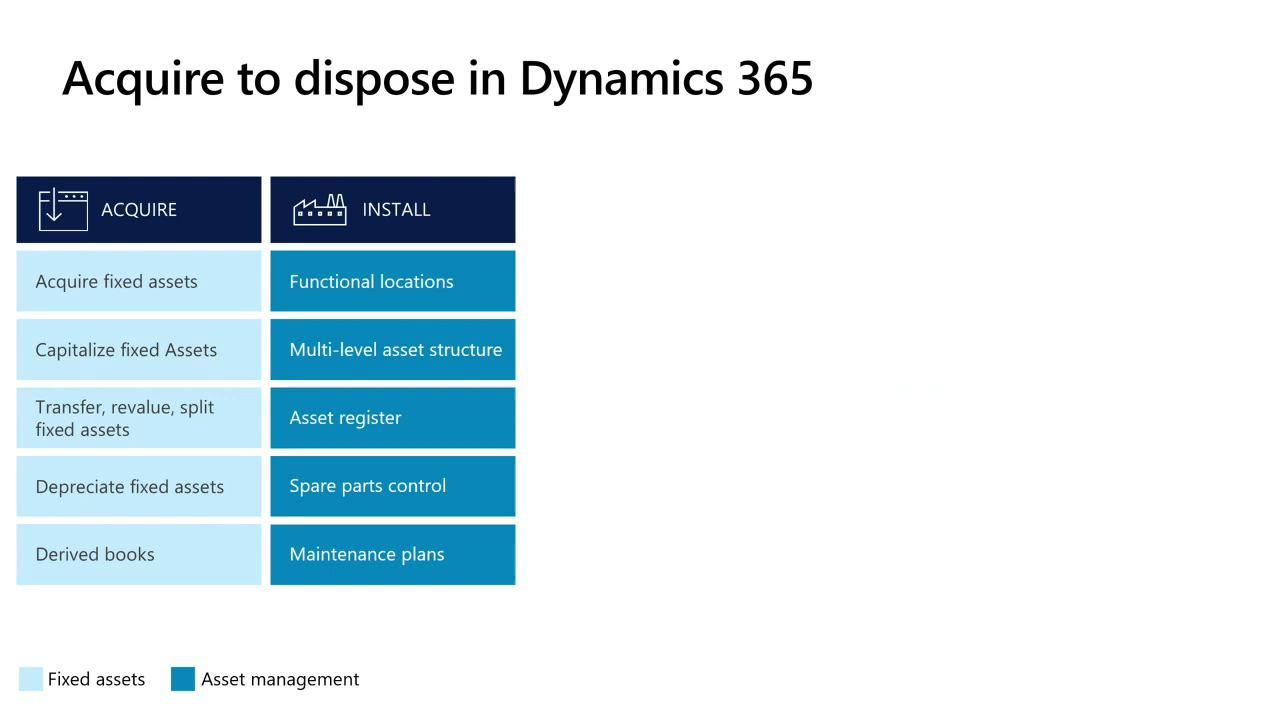 Acquire to dispose in Dynamics 365
ACQUIRE
Acquire fixed assets
Capitalize fixed Assets
Transfer, revalue, split
fixed assets
Depreciate fixed assets
Derived books
INSTALL
Functional locations
Multi-level asset structure
Asset register
Spare parts control
Maintenance plans
Fixed assets
Asset management